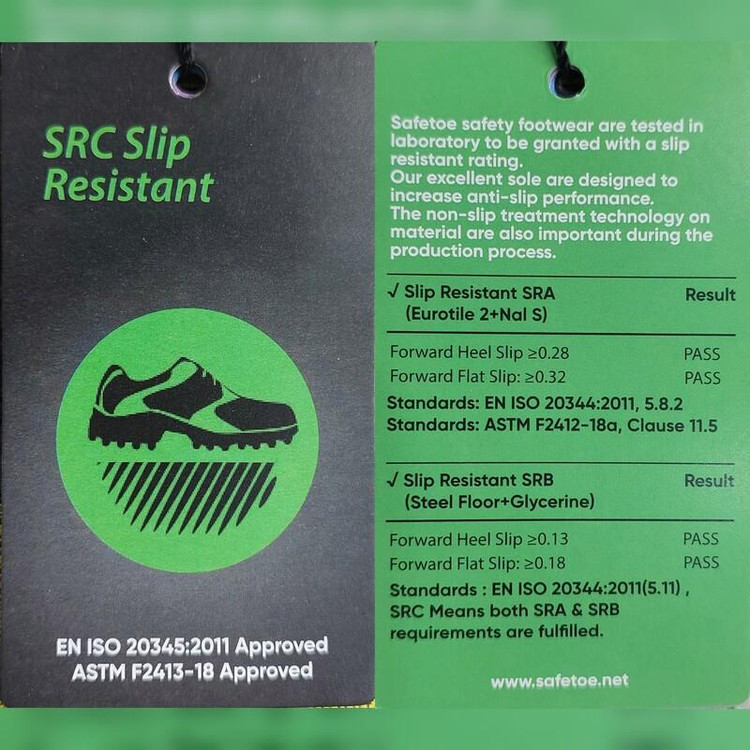 SRC Slip
Resistant
EN ISO 20345:2011 Approved
ASTM F2413-18 Approved
Safetoe safety footwear are tested in
laboratory to be granted with a slip
resistant rating.
Our excellent sole are designed to
increase anti-slip performance.
The non-slip treatment technology on
material are also important during the
production process.
√ Slip Resistant SRA Result
(Eurotile 2+Nal S)
Forward Heel Slip ≥0.28 PASS
Forward Flat Slip: ≥0.32 PASS
Standards: EN ISO 20344:2011, 5.8.2
Standards: ASTM F2412-18a, Clause 11.5
√ Slip Resistant SRB Result
(Steel Floor+Glycerine)
Forward Heel Slip ≥0.13 PASS
Forward Flat Slip: ≥0.18 PASS
Standards : EN ISO 20344:2011(5.11) ,
SRC Means both SRA & SRB
requirements are fulfilled.
www.safetoe.net